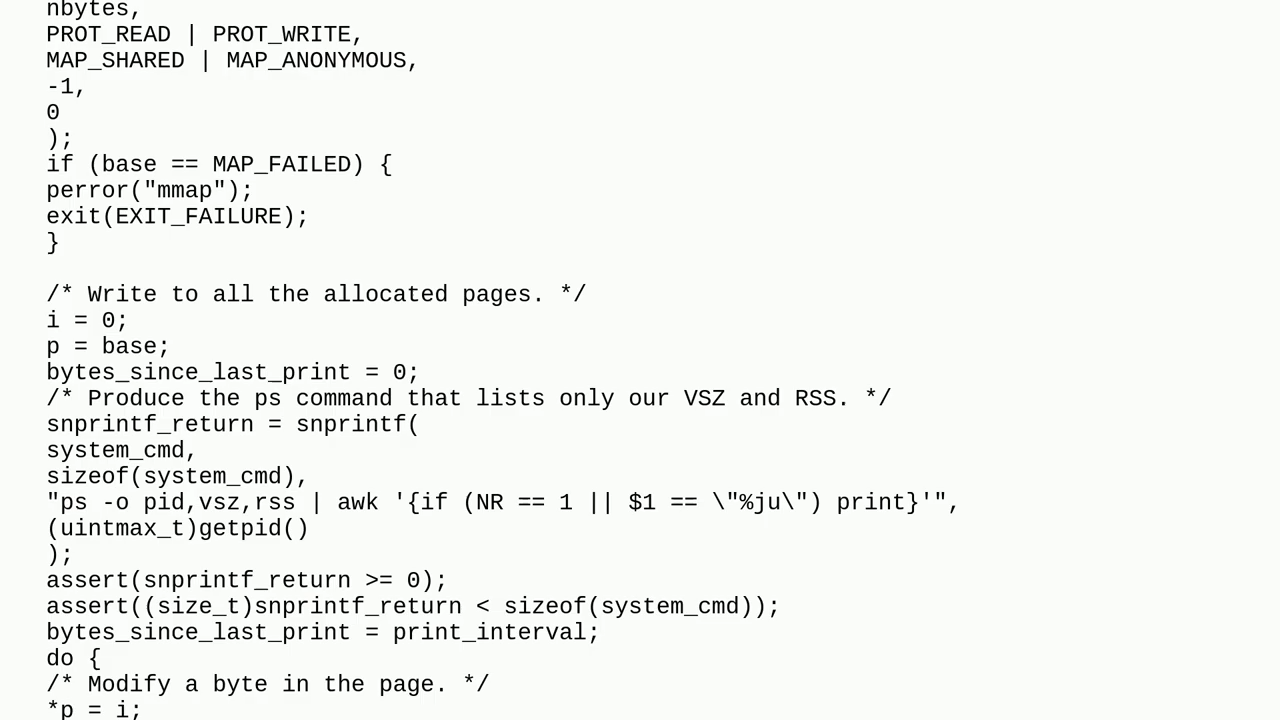 nbytes,
PROT_READ | PROT_WRITE,
MAP_SHARED | MAP_ANONYMOUS,
-1,
0
);
if (base == MAP_FAILED) {
perror("mmap");
exit(EXIT_FAILURE);
}

/* Write to all the allocated pages. */
i = 0;
p = base;
bytes_since_last_print = 0;
/* Produce the ps command that lists only our VSZ and RSS. */
snprintf_return = snprintf(
system_cmd,
sizeof(system_cmd),
"ps -o pid,vsz,rss | awk '{if (NR == 1 || $1 == \"%ju\") print}'",
(uintmax_t)getpid()
);
assert(snprintf_return >= 0);
assert((size_t)snprintf_return < sizeof(system_cmd));
bytes_since_last_print = print_interval;
do {
/* Modify a byte in the page. */
*p = i;